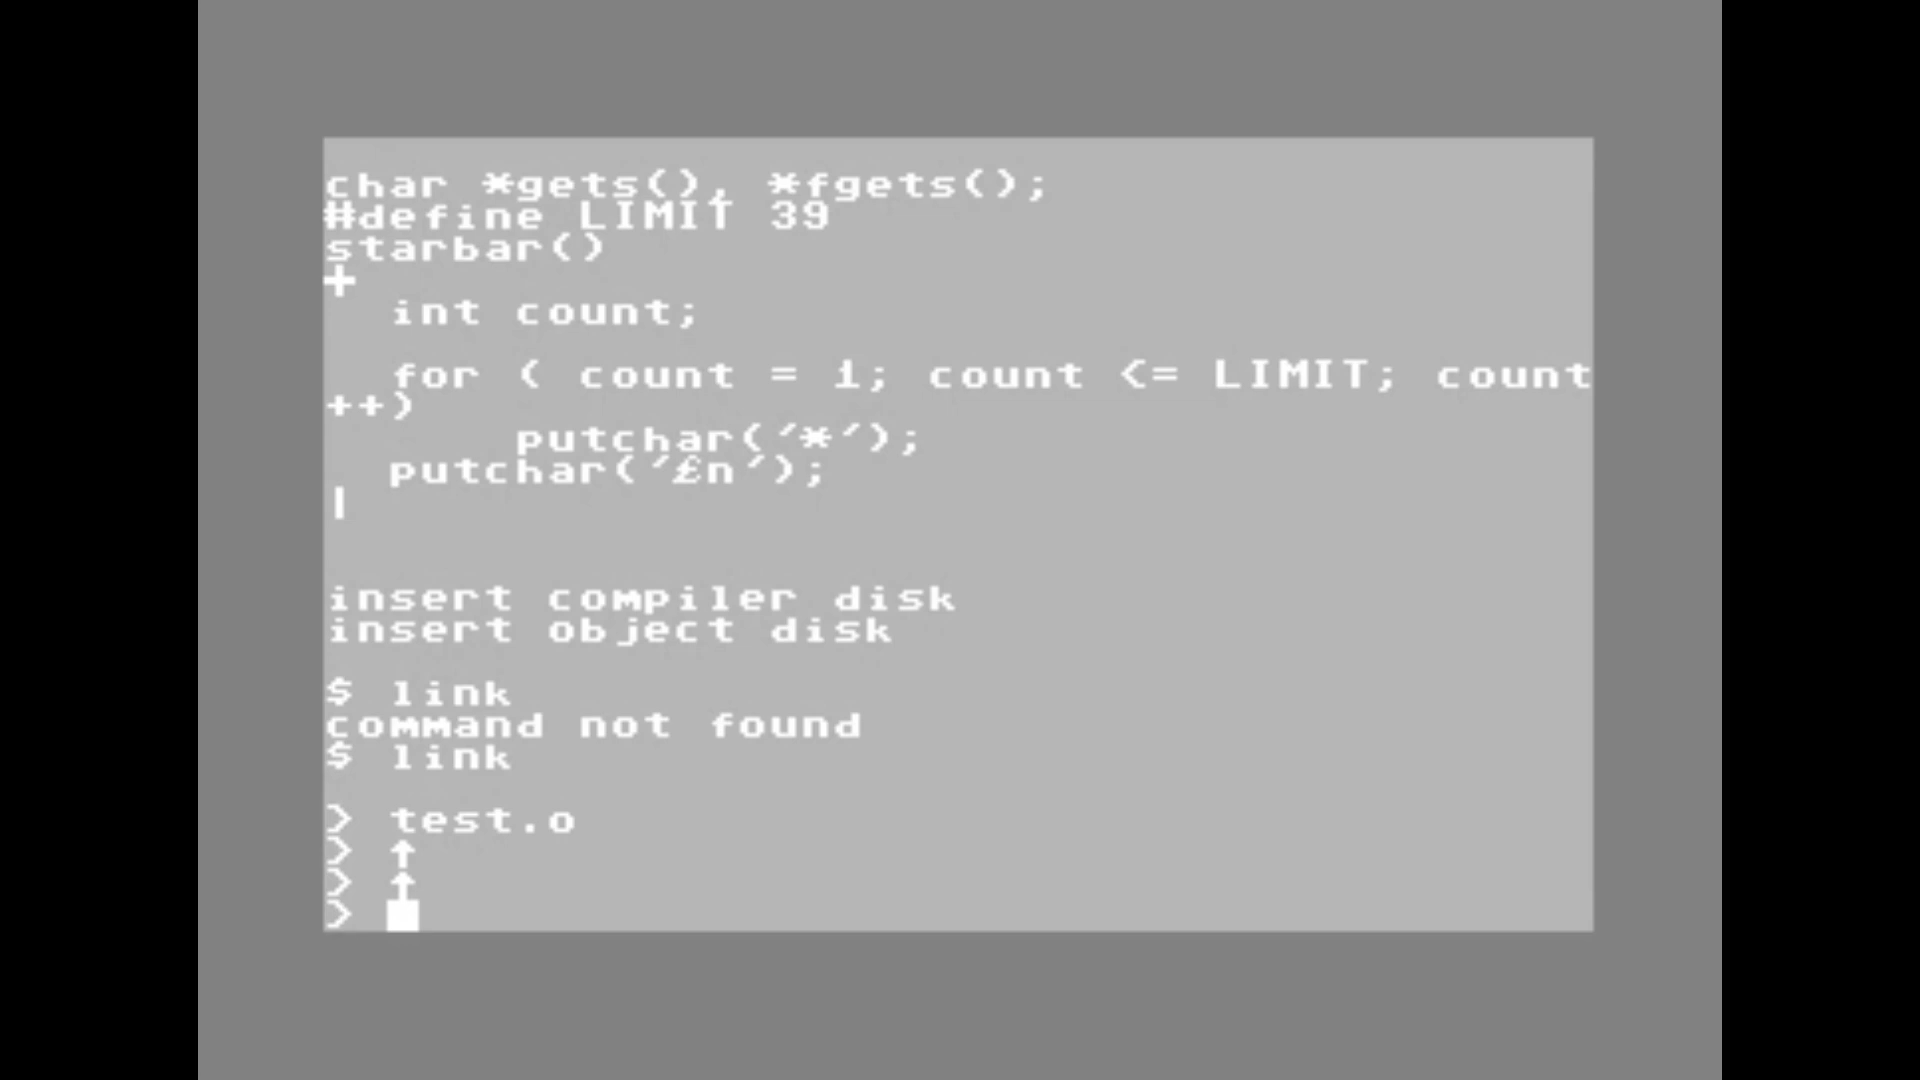 char *gets(), *fgets();
#define LIMIT 39
starbar()
+
int count;
for ( count = 1; count <= LIMIT; count
++)
putchar('*');
putchar('£n');
|
insert compiler disk
insert object disk
$ link
command not found
$ link
> test.o
> ↑
> ↑
>